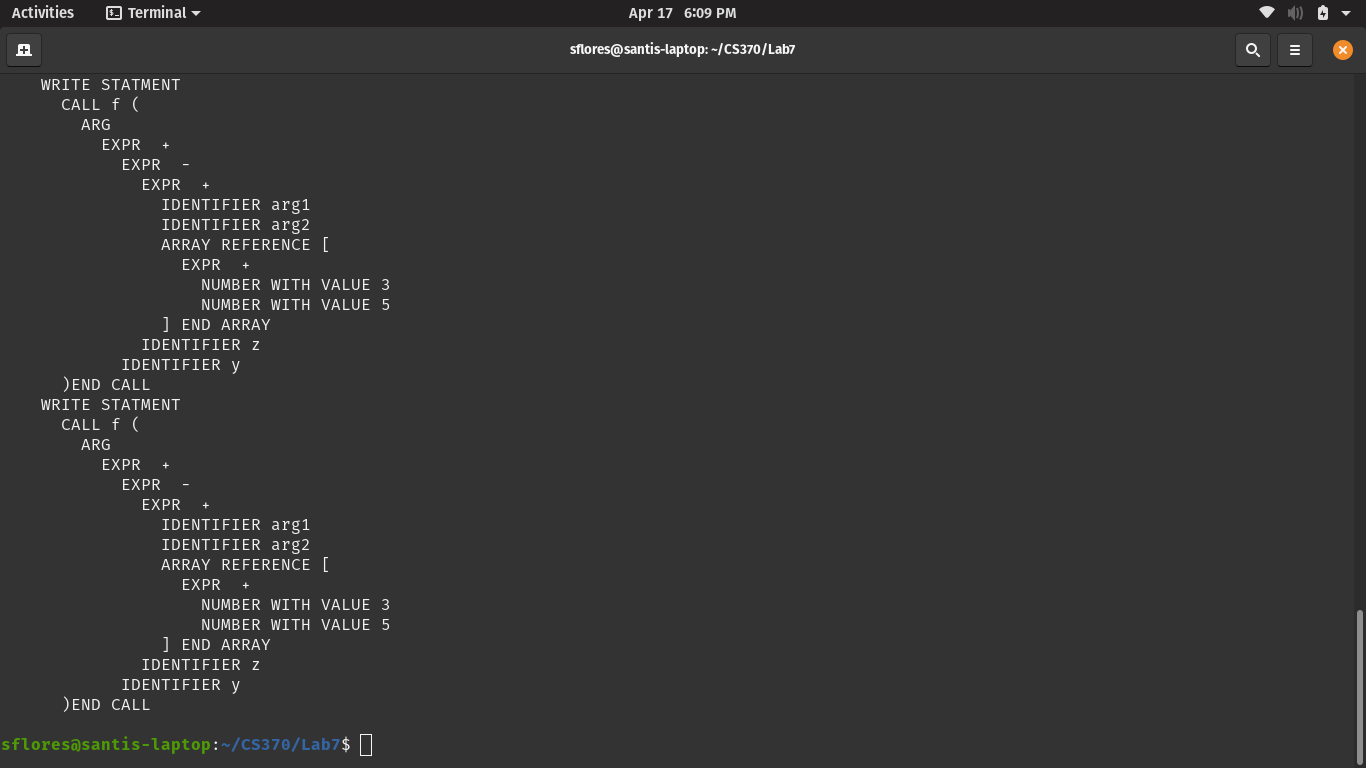 Activities Terminal Apr 17 6:09 PM
sflores@santis-laptop: ~/CS370/Lab7
WRITE STATMENT
CALL f (
ARG
EXPR +
EXPR -
EXPR +
IDENTIFIER arg1
IDENTIFIER arg2
ARRAY REFERENCE [
EXPR +
NUMBER WITH VALUE 3
NUMBER WITH VALUE 5
] END ARRAY
IDENTIFIER z
IDENTIFIER y
)END CALL
WRITE STATMENT
CALL f (
ARG
EXPR +
EXPR -
EXPR +
IDENTIFIER arg1
IDENTIFIER arg2
ARRAY REFERENCE [
EXPR +
NUMBER WITH VALUE 3
NUMBER WITH VALUE 5
] END ARRAY
IDENTIFIER z
IDENTIFIER y
)END CALL
sflores@santis-laptop:~/CS370/Lab7$